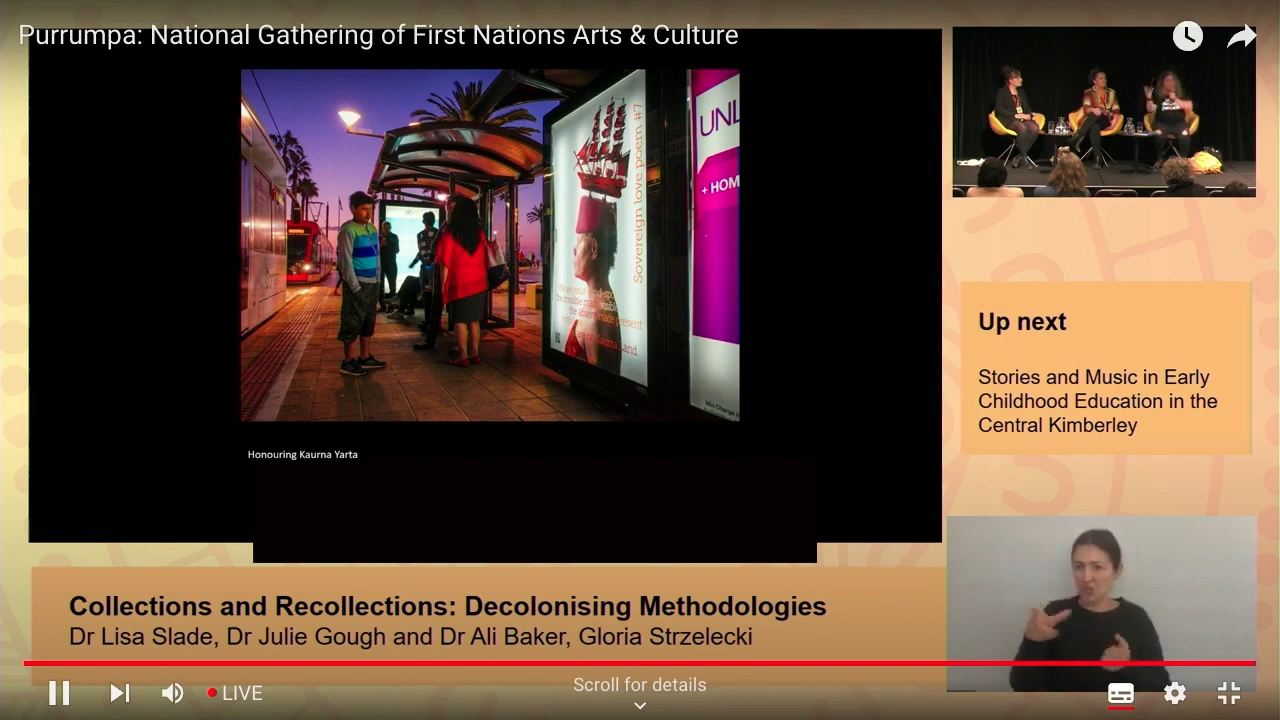 Purrumpa: National Gathering of First Nations Arts & Culture
UNL
+ HOM
Sovereign love poem #7
Honouring Kaurna Yarta
Up next
Stories and Music in Early
Childhood Education in the
Central Kimberley
Collections and Recollections: Decolonising Methodologies
Dr Lisa Slade, Dr Julie Gough and Dr Ali Baker, Gloria Strzelecki
LIVE
Scroll for details